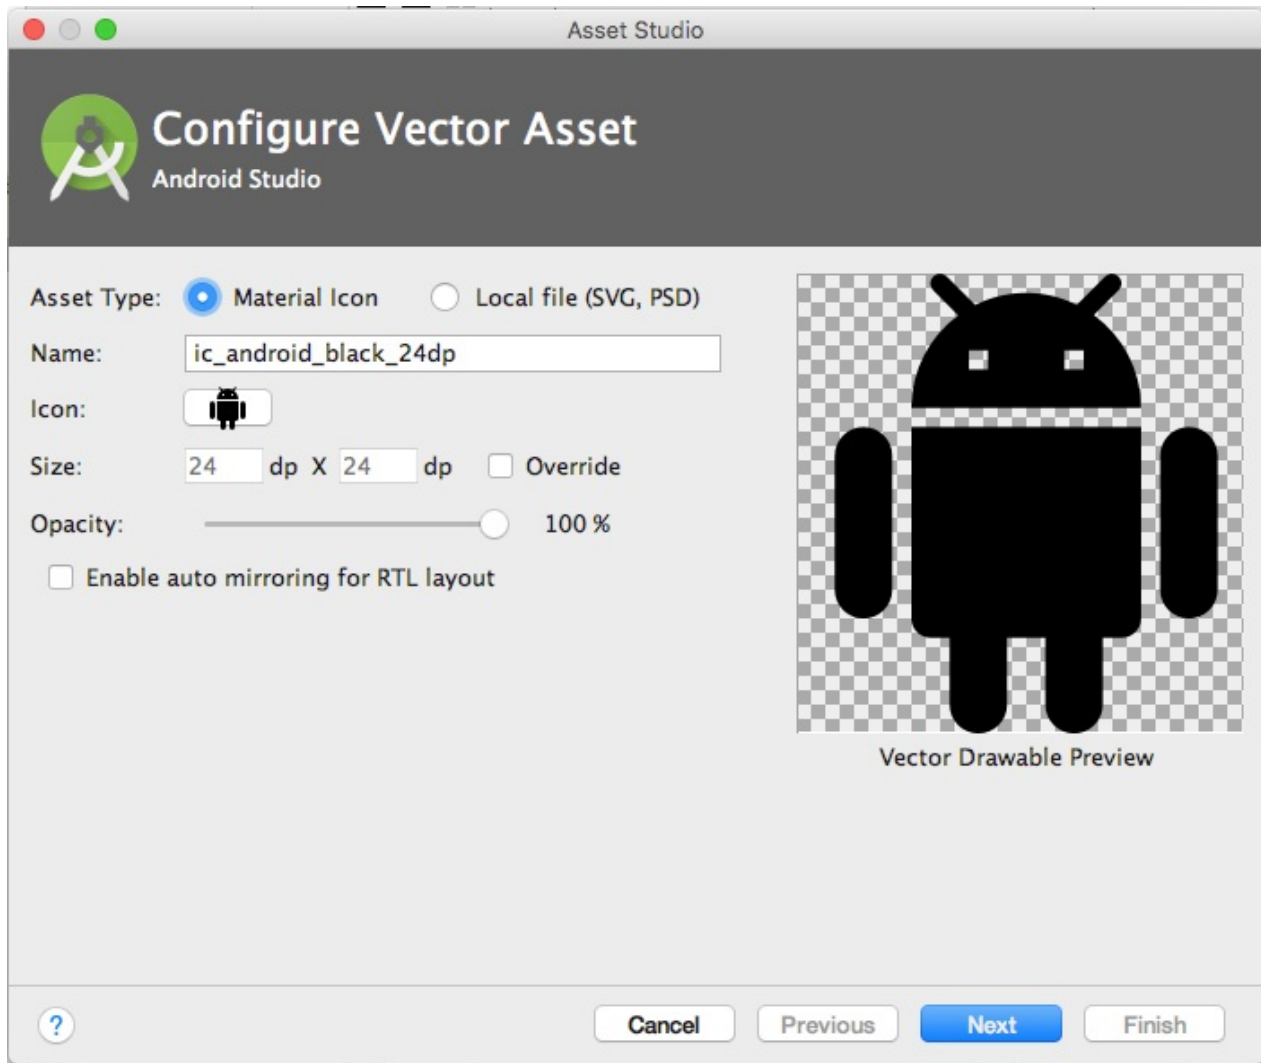 Asset Studio
Configure Vector Asset
Android Studio
Asset Type: Material Icon Local file (SVG, PSD)
Name: ic_android_black_24dp
Icon:
Size: 24 dp X 24 dp Override
Opacity: 100 %
Enable auto mirroring for RTL layout
Vector Drawable Preview
? Cancel Previous Next Finish